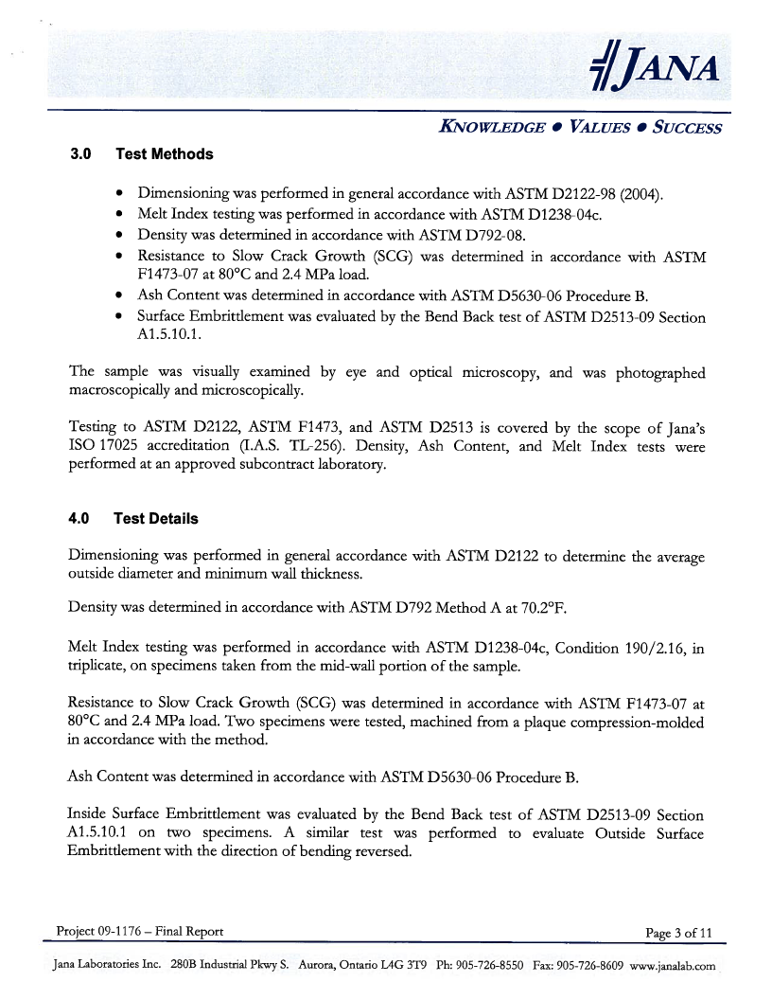 JANA
KNOWLEDGE ● VALUES ● SUCCESS
3.0 Test Methods
● Dimensioning was performed in general accordance with ASTM D2122-98 (2004).
● Melt Index testing was performed in accordance with ASTM D1238-04c.
● Density was determined in accordance with ASTM D792-08.
● Resistance to Slow Crack Growth (SCG) was determined in accordance with ASTM
F1473-07 at 80°C and 2.4 MPa load.
● Ash Content was determined in accordance with ASTM D5630-06 Procedure B.
● Surface Embrittlement was evaluated by the Bend Back test of ASTM D2513-09 Section
A1.5.10.1.
The sample was visually examined by eye and optical microscopy, and was photographed
macroscopically and microscopically.
Testing to ASTM D2122, ASTM F1473, and ASTM D2513 is covered by the scope of Jana's
ISO 17025 accreditation (I.A.S. TL-256). Density, Ash Content, and Melt Index tests were
performed at an approved subcontract laboratory.
4.0 Test Details
Dimensioning was performed in general accordance with ASTM D2122 to determine the average
outside diameter and minimum wall thickness.
Density was determined in accordance with ASTM D792 Method A at 70.2°F.
Melt Index testing was performed in accordance with ASTM D1238-04c, Condition 190/2.16, in
triplicate, on specimens taken from the mid-wall portion of the sample.
Resistance to Slow Crack Growth (SCG) was determined in accordance with ASTM F1473-07 at
80°C and 2.4 MPa load. Two specimens were tested, machined from a plaque compression-molded
in accordance with the method.
Ash Content was determined in accordance with ASTM D5630-06 Procedure B.
Inside Surface Embrittlement was evaluated by the Bend Back test of ASTM D2513-09 Section
A1.5.10.1 on two specimens. A similar test was performed to evaluate Outside Surface
Embrittlement with the direction of bending reversed.
Project 09-1176 – Final Report Page 3 of 11
Jana Laboratories Inc. 280B Industrial Pkwy S. Aurora, Ontario L4G 3T9 Ph: 905-726-8550 Fax: 905-726-8609 www.janalab.com